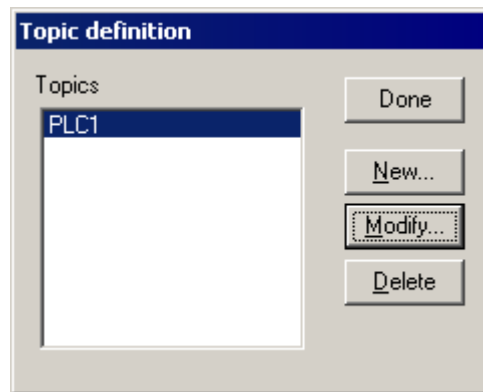 Topic definition
Topics
PLC1
Done
New...
Modify...
Delete